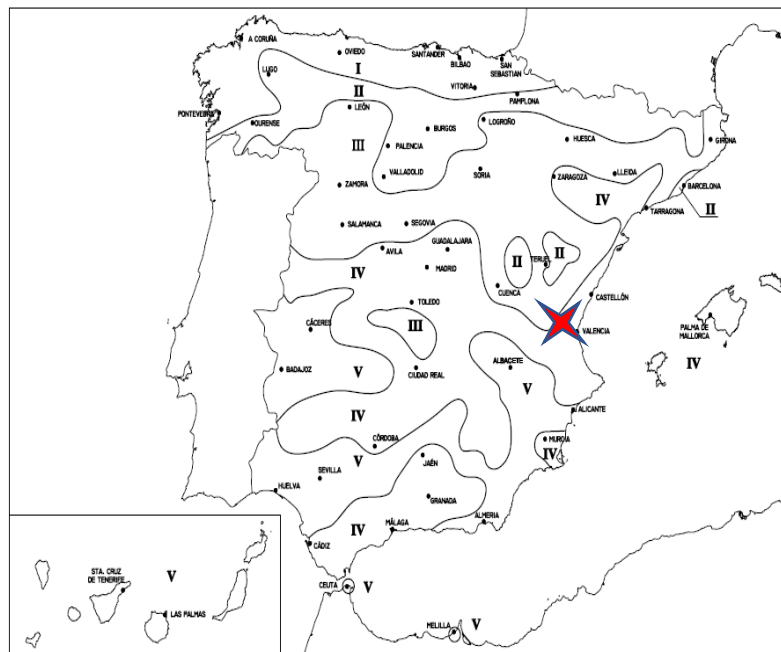 A CORUÑA
OVIEDO
SANTANDER
BILBAO
SAN
SEBASTIAN
LUGO
I
VITORIA
II
PAMPLONA
PONTEVEDRA
LEÓN
OURENSE
BURGOS
LOGROÑO
HUESCA
GIRONA
III
PALENCIA
VALLADOLID
ZAMORA
SORIA
ZARAGOZA
LLEIDA
BARCELONA
IV
TARRAGONA
II
SALAMANCA
SEGOVIA
AVILA
GUADALAJARA
MADRID
IV
II
II
TERUEL
CUENCA
CASTELLÓN
TOLEDO
VALENCIA
PALMA DE
MALLORCA
CÁCERES
III
IV
BADAJOZ
V
CIUDAD REAL
ALBACETE
V
IV
ALICANTE
CÓRDOBA
MURCIA
IV
V
JAÉN
SEVILLA
HUELVA
GRANADA
IV
MÁLAGA
ALMERIA
CÁDIZ
STA. CRUZ
DE TENERIFE
V
LAS PALMAS
CEUTA
V
MELILLA
V